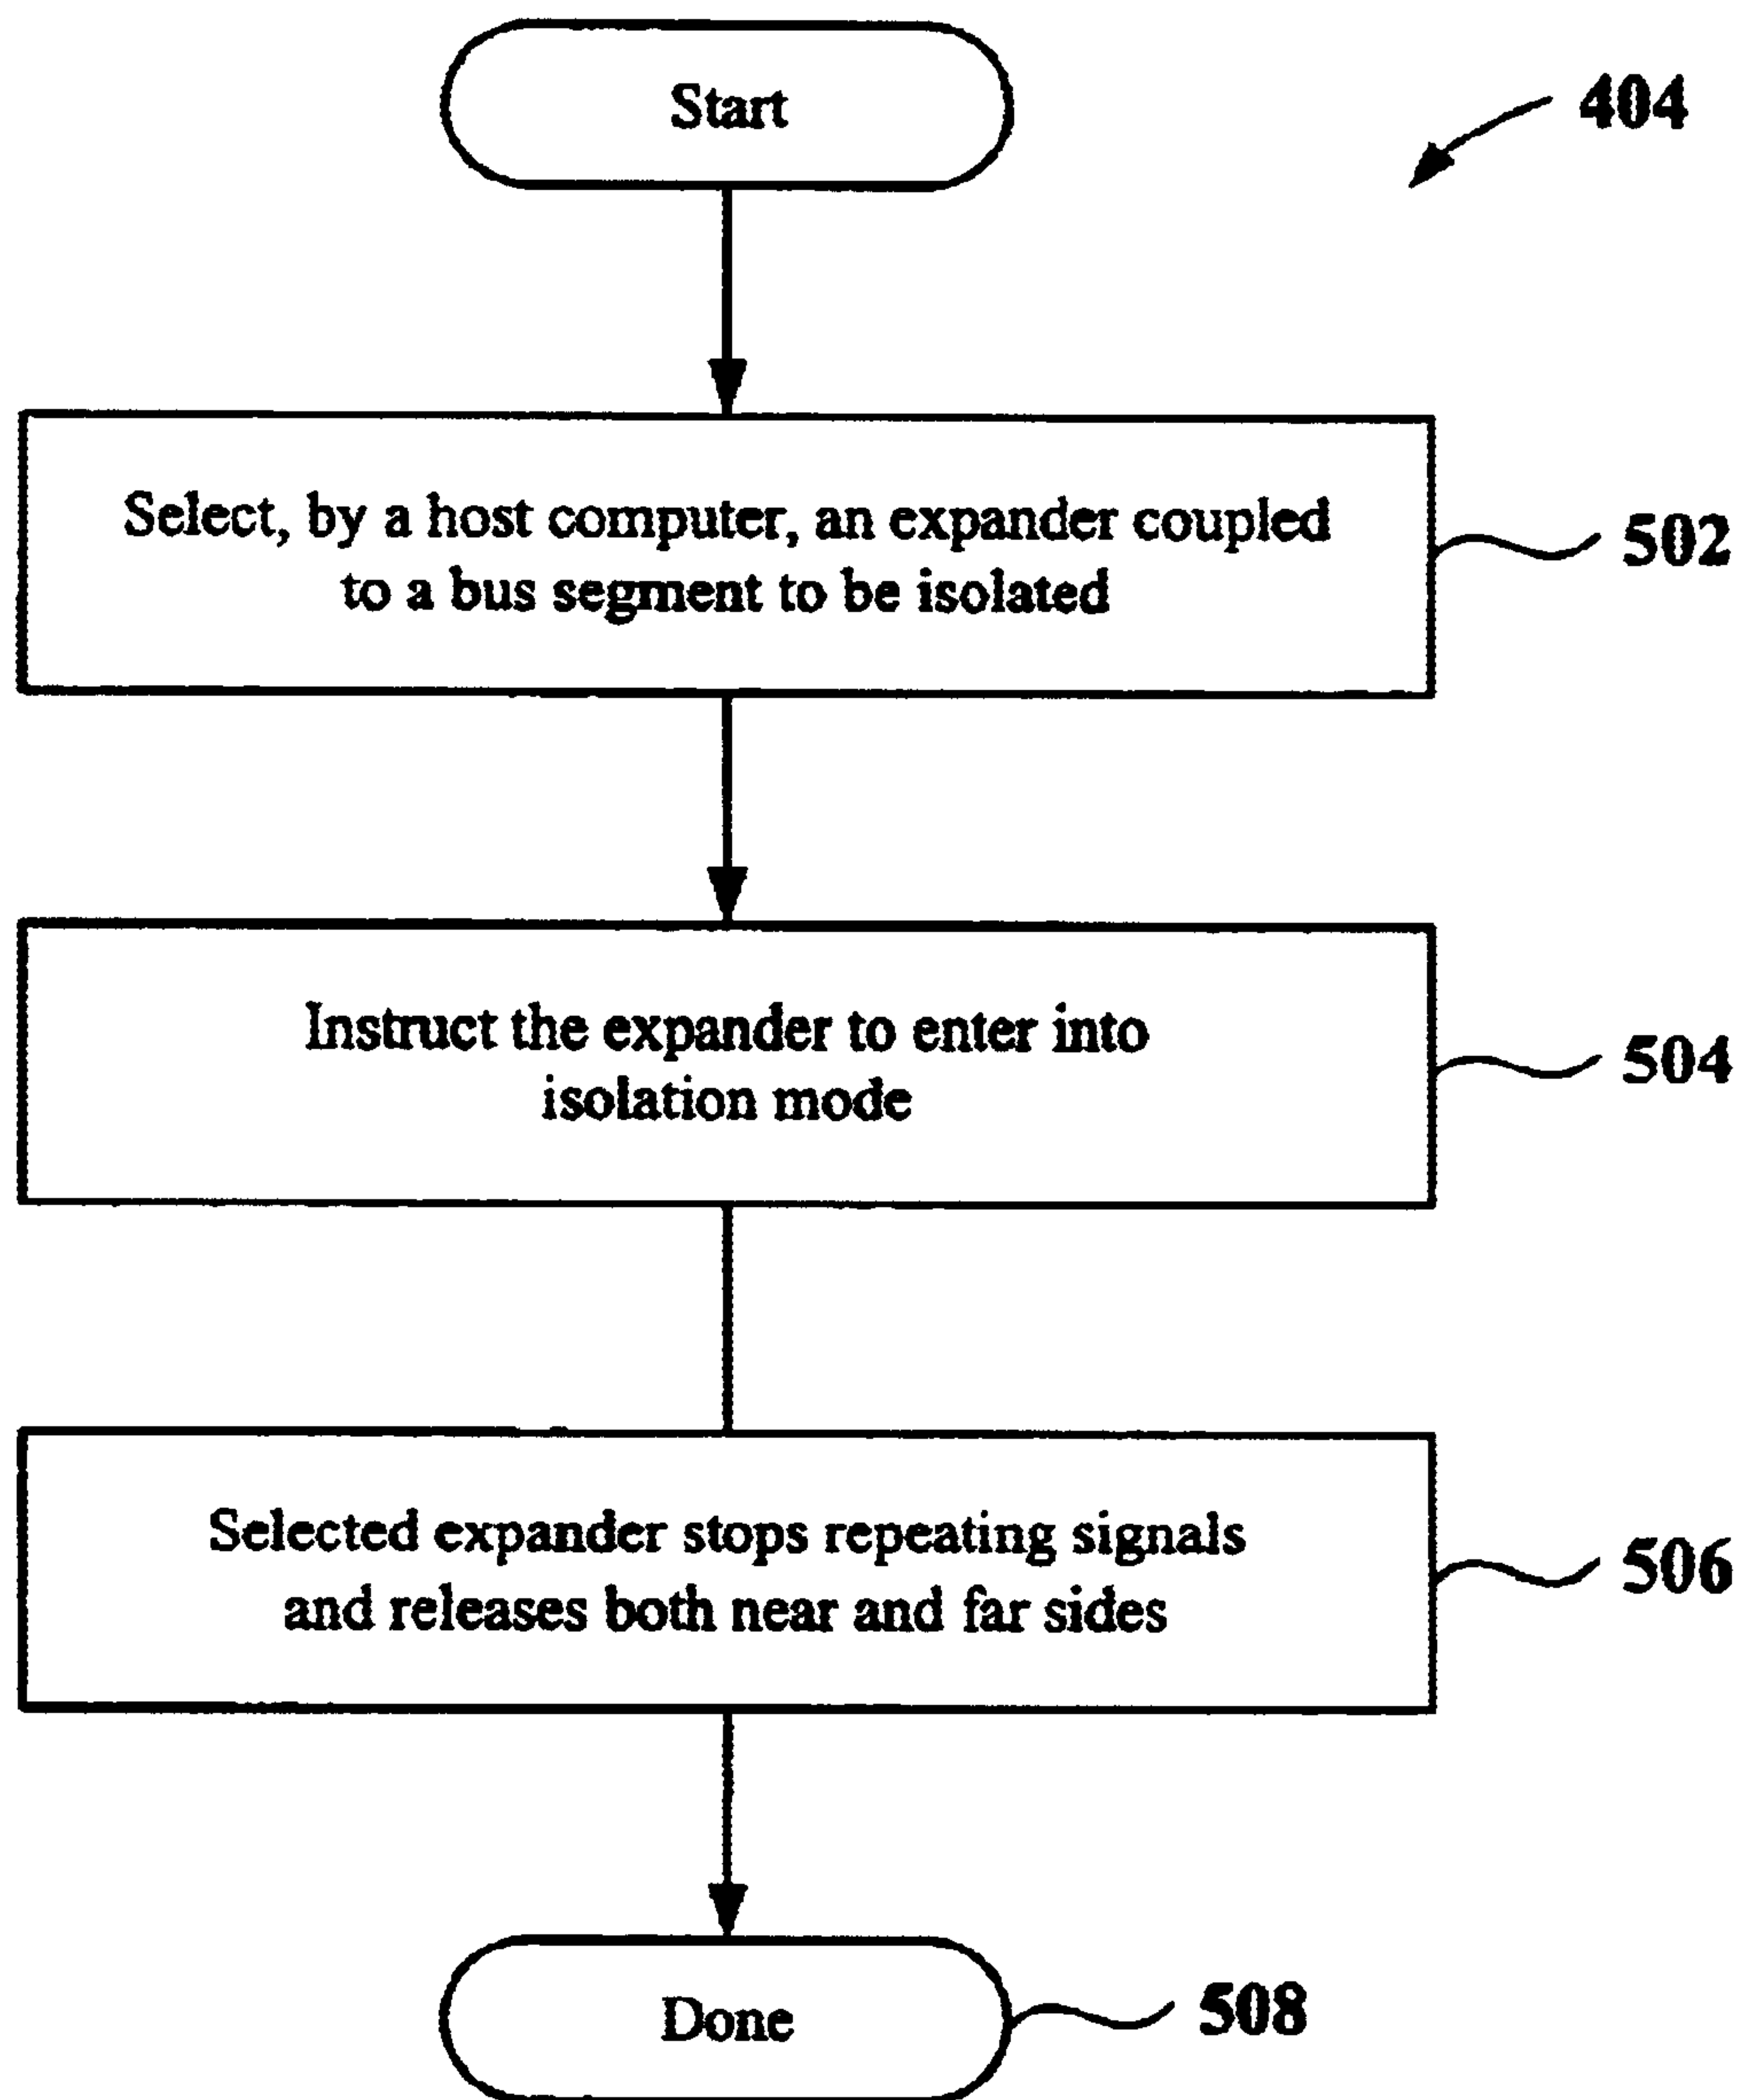 Start
404
Select, by a host computer, an expander coupled
to a bus segment to be isolated
502
Instruct the expander to enter into
isolation mode
504
Selected expander stops repeating signals
and releases both near and far sides
506
Done
508